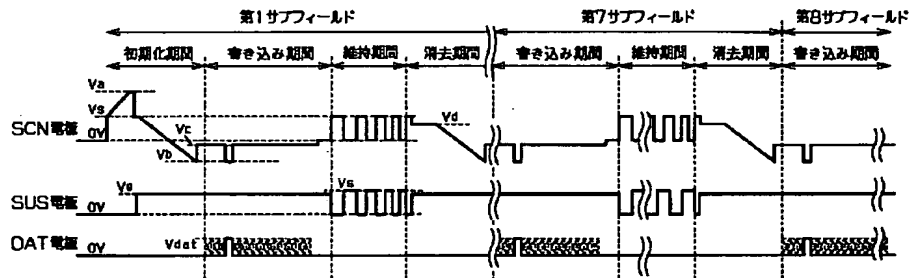 第1サブフィールド 第7サブフィールド 第8サブフィールド
初期化期間 書き込み期間 維持期間 消去期間 書き込み期間 維持期間 消去期間 書き込み期間
Va
Vs
SCN電極 0V
Vc
Vb
Vd
Vs
SUS電極 0V
Vs
DAT電極 0V
Vdat